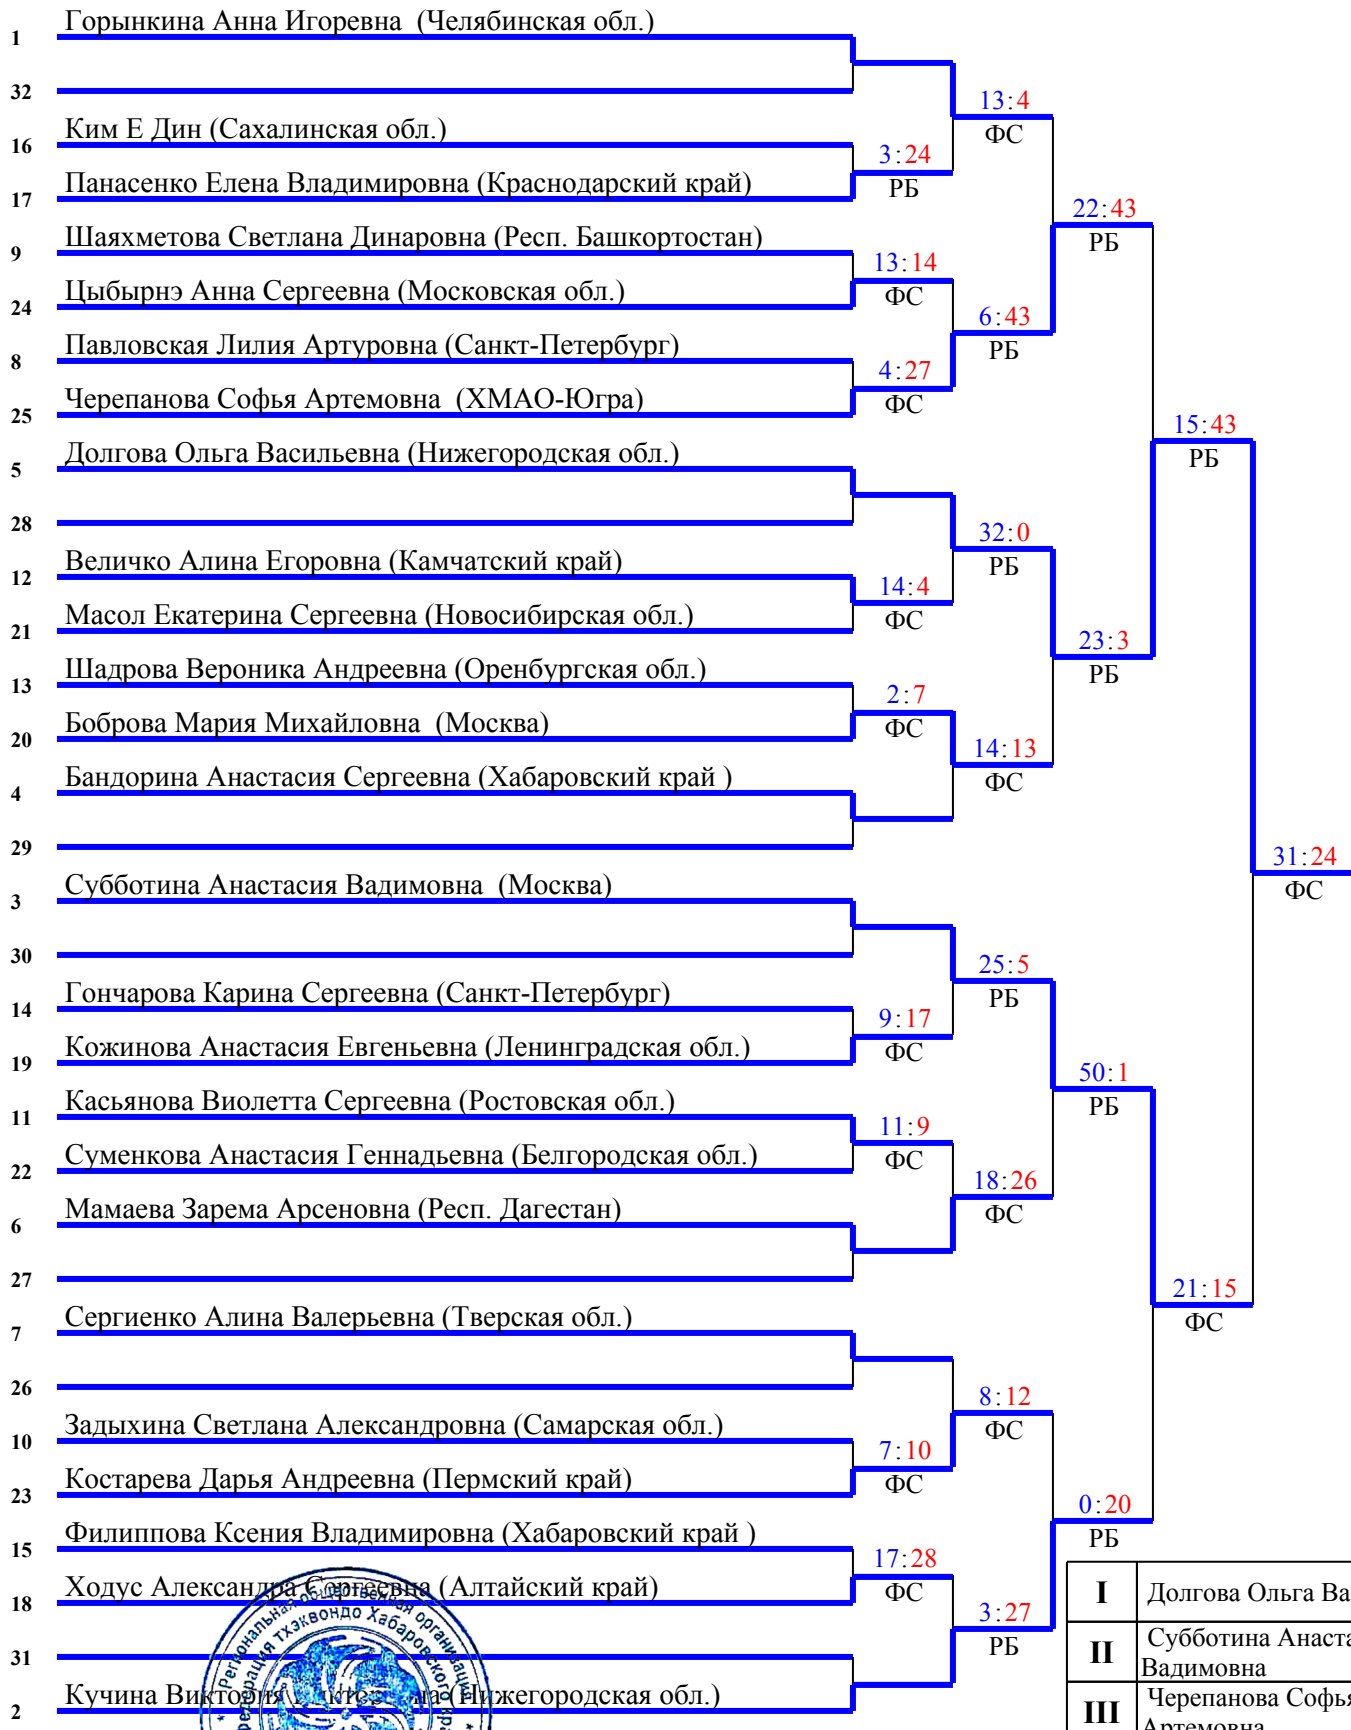 Горынкина Анна Игоревна (Челябинская обл.)
1
32
13:4
ФС
Ким Е Дин (Сахалинская обл.)
16
3:24
РБ
Панасенко Елена Владимировна (Краснодарский край)
17
22:43
РБ
Шаяхметова Светлана Динаровна (Респ. Башкортостан)
9
13:14
ФС
Цыбырнэ Анна Сергеевна (Московская обл.)
24
6:43
РБ
Павловская Лилия Артуровна (Санкт-Петербург)
8
4:27
ФС
Черепанова Софья Артемовна (ХМАО-Югра)
25
15:43
РБ
Долгова Ольга Васильевна (Нижегородская обл.)
5
28
32:0
РБ
Величко Алина Егоровна (Камчатский край)
12
14:4
ФС
Масол Екатерина Сергеевна (Новосибирская обл.)
21
23:3
РБ
Шадрова Вероника Андреевна (Оренбургская обл.)
13
2:7
ФС
Боброва Мария Михайловна (Москва)
20
14:13
ФС
Бандорина Анастасия Сергеевна (Хабаровский край )
4
29
31:24
ФС
Субботина Анастасия Вадимовна (Москва)
3
30
25:5
РБ
Гончарова Карина Сергеевна (Санкт-Петербург)
14
9:17
ФС
Кожинова Анастасия Евгеньевна (Ленинградская обл.)
19
50:1
РБ
Касьянова Виолетта Сергеевна (Ростовская обл.)
11
11:9
ФС
Суменкова Анастасия Геннадьевна (Белгородская обл.)
22
18:26
ФС
Мамаева Зарема Арсеновна (Респ. Дагестан)
6
27
21:15
ФС
Сергиенко Алина Валерьевна (Тверская обл.)
7
26
8:12
ФС
Задыхина Светлана Александровна (Самарская обл.)
10
7:10
ФС
Костарева Дарья Андреевна (Пермский край)
23
0:20
РБ
Филиппова Ксения Владимировна (Хабаровский край )
15
17:28
ФС
Ходус Александра Сергеевна (Алтайский край)
18
3:27
РБ
31
Кучина Виктория (Нижегородская обл.)
2
I Долгова Ольга Ва
II Субботина Анаста
Вадимовна
III Черепанова Софья
Артемовна
Региональная общественная организация
Федерация тхэквондо Хабаровского кра